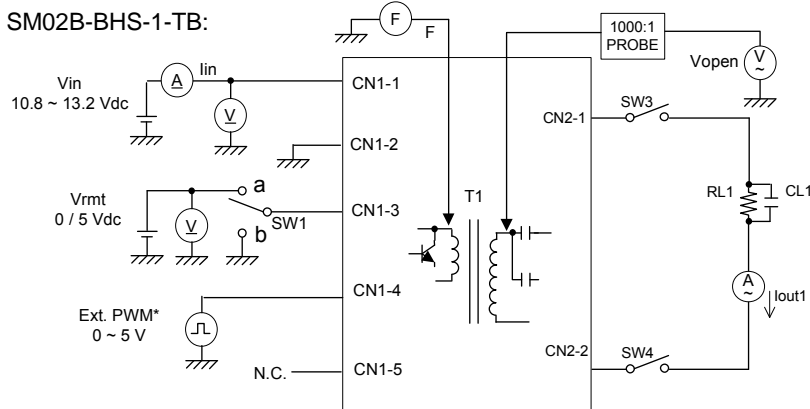 SM02B-BHS-1-TB:
F
F
1000:1
PROBE
Vopen
V
~
Vin
10.8 ~ 13.2 Vdc
A
Iin
V
CN1-1
CN1-2
CN2-1
SW3
Vrmt
0 / 5 Vdc
V
a
b
SW1
CN1-3
T1
RL1
CL1
Ext. PWM*
0 ~ 5 V
CN1-4
A
~
Iout1
N.C.
CN1-5
CN2-2
SW4